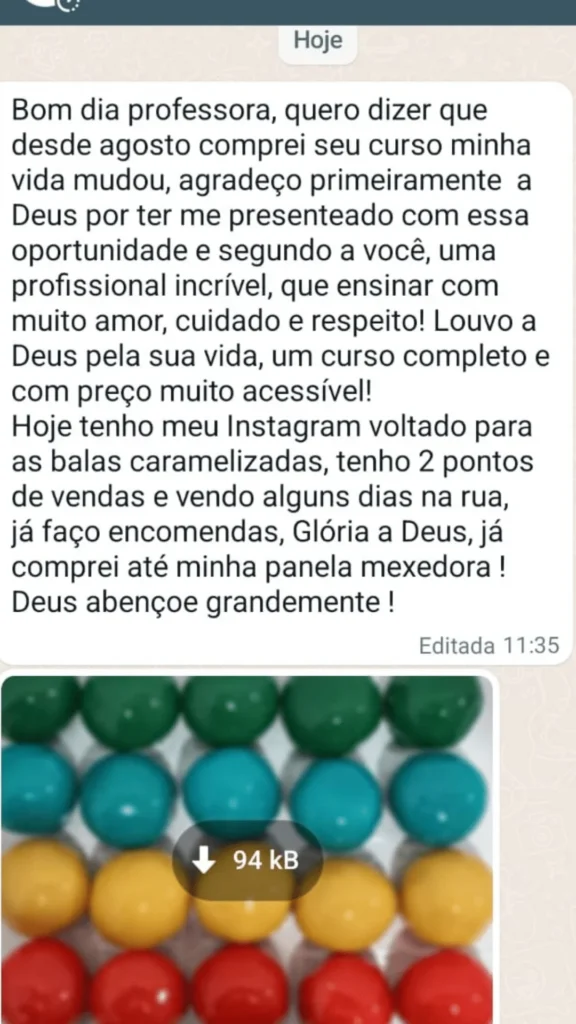 Hoje
Bom dia professora, quero dizer que
desde agosto comprei seu curso minha
vida mudou, agradeço primeiramente a
Deus por ter me presenteado com essa
oportunidade e segundo a você, uma
profissional incrível, que ensinar com
muito amor, cuidado e respeito! Louvo a
Deus pela sua vida, um curso completo e
com preço muito acessível!
Hoje tenho meu Instagram voltado para
as balas caramelizadas, tenho 2 pontos
de vendas e vendo alguns dias na rua,
já faço encomendas, Glória a Deus, já
comprei até minha panela mexedora !
Deus abençoe grandemente !
Editada 11:35
94 kB